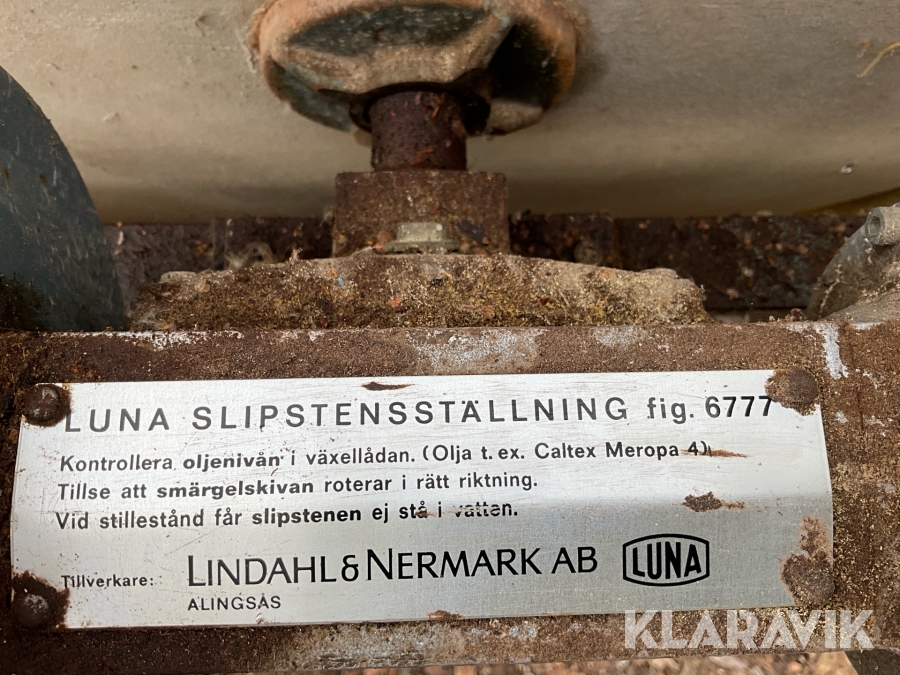 LUNA SLIPSTENSSTÄLLNING fig. 6777
Kontrollera oljenivån i växellådan. (Olja t. ex. Caltex Meropa 4)
Tillse att smärgelskivan roterar i rätt riktning.
Vid stillestånd får slipstenen ej stå i vatten.
Tillverkare: LINDAHL & NERMARK AB LUNA
ALINGSÅS
KLARAVIK